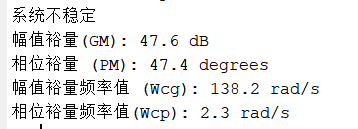 系统不稳定
幅值裕量(GM): 47.6 dB
相位裕量 (PM): 47.4 degrees
幅值裕量频率值 (Wcg): 138.2 rad/s
相位裕量频率值(Wcp): 2.3 rad/s